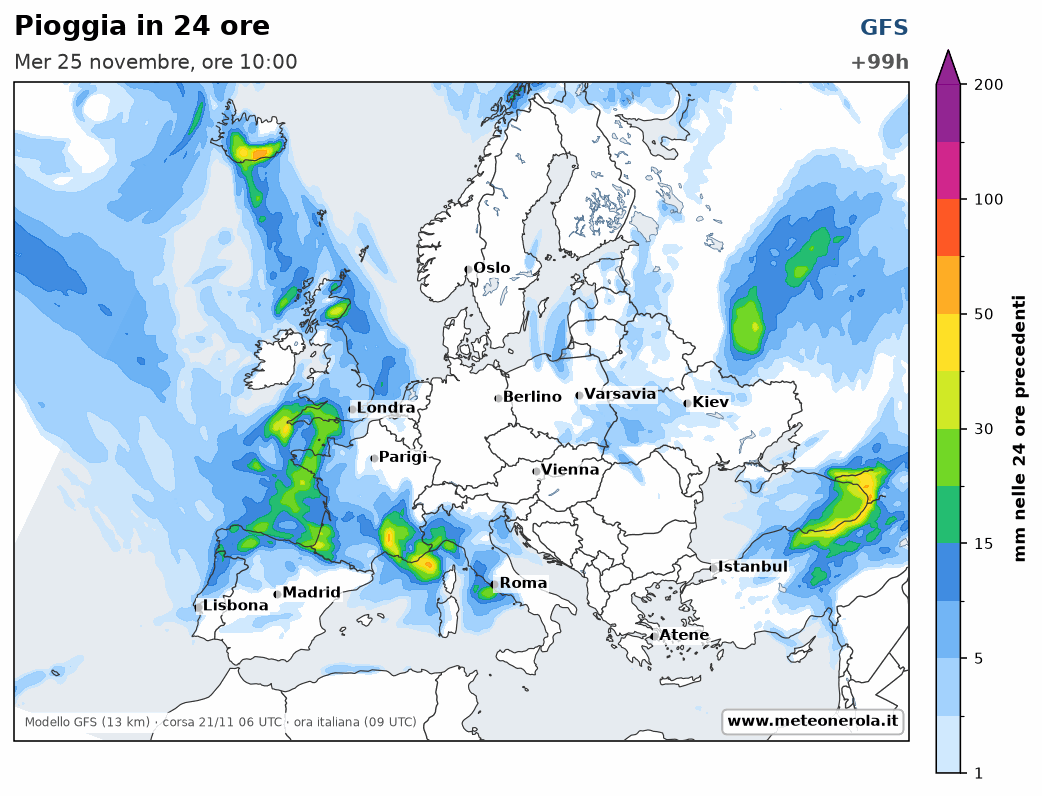 Pioggia in 24 ore
GFS
Mer 25 novembre, ore 10:00
+99h
200
100
50
30
15
5
1
mm nelle 24 ore precedenti
Oslo
Berlino
Varsavia
Kiev
Londra
Parigi
Vienna
Istanbul
Roma
Madrid
Lisbona
Atene
Modello GFS (13 km) · corsa 21/11 06 UTC · ora italiana (09 UTC)
www.meteonerola.it